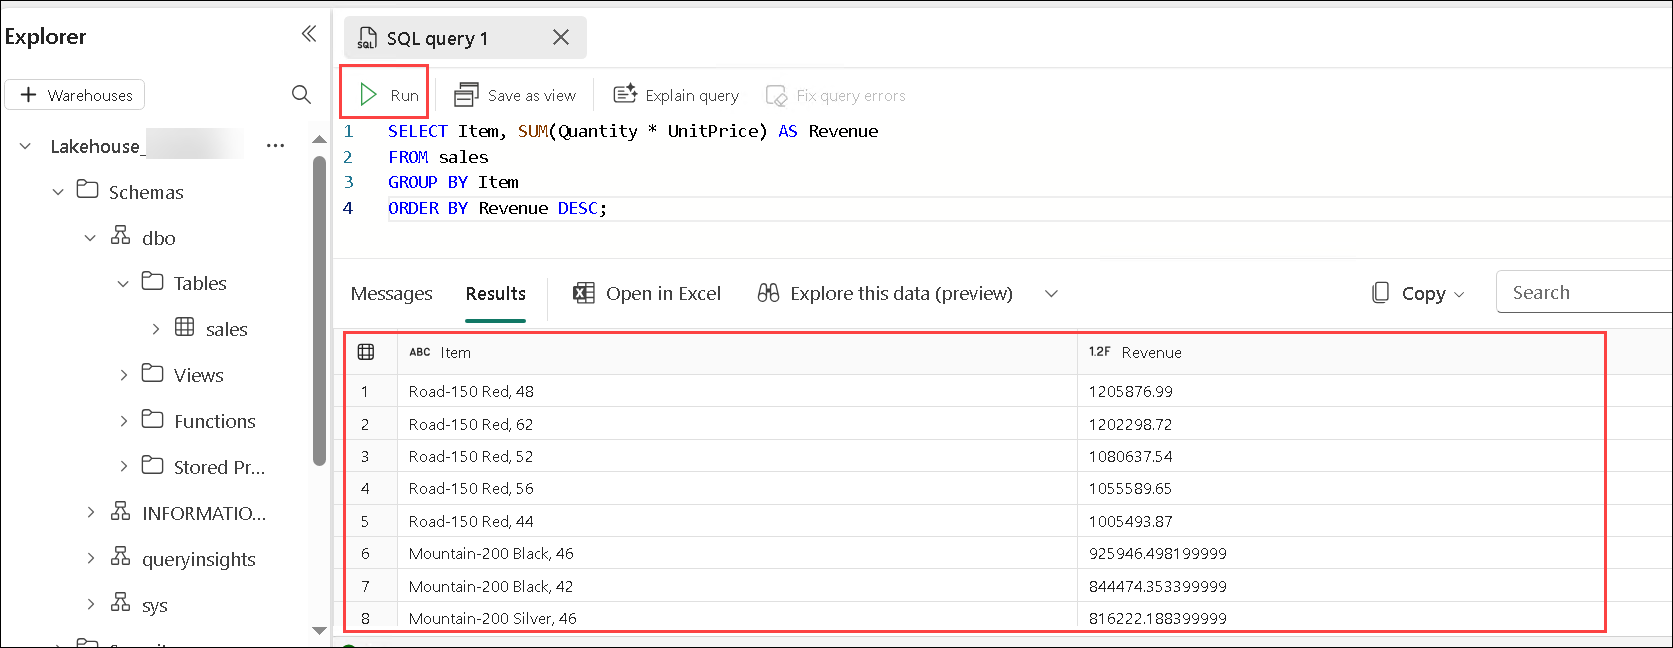 Explorer
Warehouses
Lakehouse_
Schemas
dbo
Tables
sales
Views
Functions
Stored Pr...
INFORMATIO...
queryinsights
sys
SQL query 1
Run
Save as view
Explain query
Fix query errors
1 SELECT Item, SUM(Quantity * UnitPrice) AS Revenue
2 FROM sales
3 GROUP BY Item
4 ORDER BY Revenue DESC;
Messages
Results
Open in Excel
Explore this data (preview)
Copy
Search
ABC Item 1.2F Revenue
1 Road-150 Red, 48 1205876.99
2 Road-150 Red, 62 1202298.72
3 Road-150 Red, 52 1080637.54
4 Road-150 Red, 56 1055589.65
5 Road-150 Red, 44 1005493.87
6 Mountain-200 Black, 46 925946.498199999
7 Mountain-200 Black, 42 844474.353399999
8 Mountain-200 Silver, 46 816222.188399999